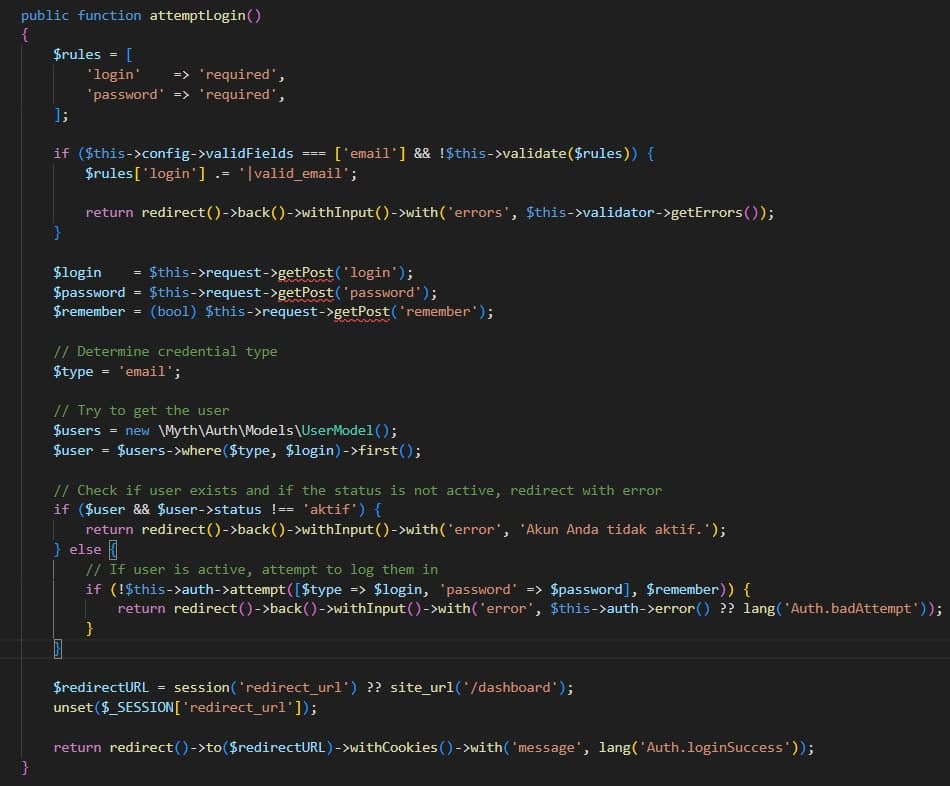 public function attemptLogin()
{
    $rules = [
        'login'    => 'required',
        'password' => 'required',
    ];

    if ($this->config->validFields === ['email'] && !$this->validate($rules)) {
        $rules['login'] .= '|valid_email';

        return redirect()->back()->withInput()->with('errors', $this->validator->getErrors());
    }

    $login    = $this->request->getPost('login');
    $password = $this->request->getPost('password');
    $remember = (bool) $this->request->getPost('remember');

    // Determine credential type
    $type = 'email';

    // Try to get the user
    $users = new \Myth\Auth\Models\UserModel();
    $user = $users->where($type, $login)->first();

    // Check if user exists and if the status is not active, redirect with error
    if ($user && $user->status !== 'aktif') {
        return redirect()->back()->withInput()->with('error', 'Akun Anda tidak aktif.');
    } else {
        // If user is active, attempt to log them in
        if (!$this->auth->attempt([$type => $login, 'password' => $password], $remember)) {
            return redirect()->back()->withInput()->with('error', $this->auth->error() ?? lang('Auth.badAttempt'));
        }
    }

    $redirectURL = session('redirect_url') ?? site_url('/dashboard');
    unset($_SESSION['redirect_url']);

    return redirect()->to($redirectURL)->withCookies()->with('message', lang('Auth.loginSuccess'));
}